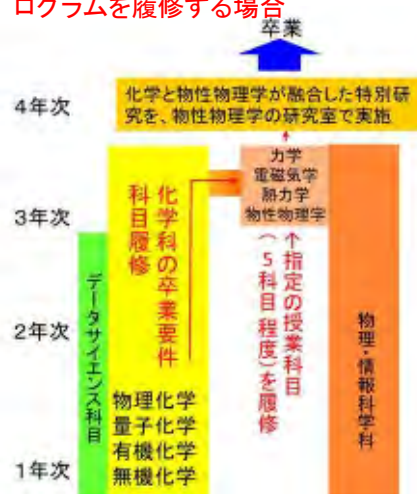 ログラムを履修する場合
卒業
4年次
化学と物性物理学が融合した特別研
究を、物性物理学の研究室で実施
力学
電磁気学
熱力学
物性物理学
3年次
化学科の卒業要件
科目履修
↑指定の授業科目
（5科目程度）を履修
データサイエンス科目
2年次
物理・情報科学科
物理化学
量子化学
有機化学
無機化学
1年次